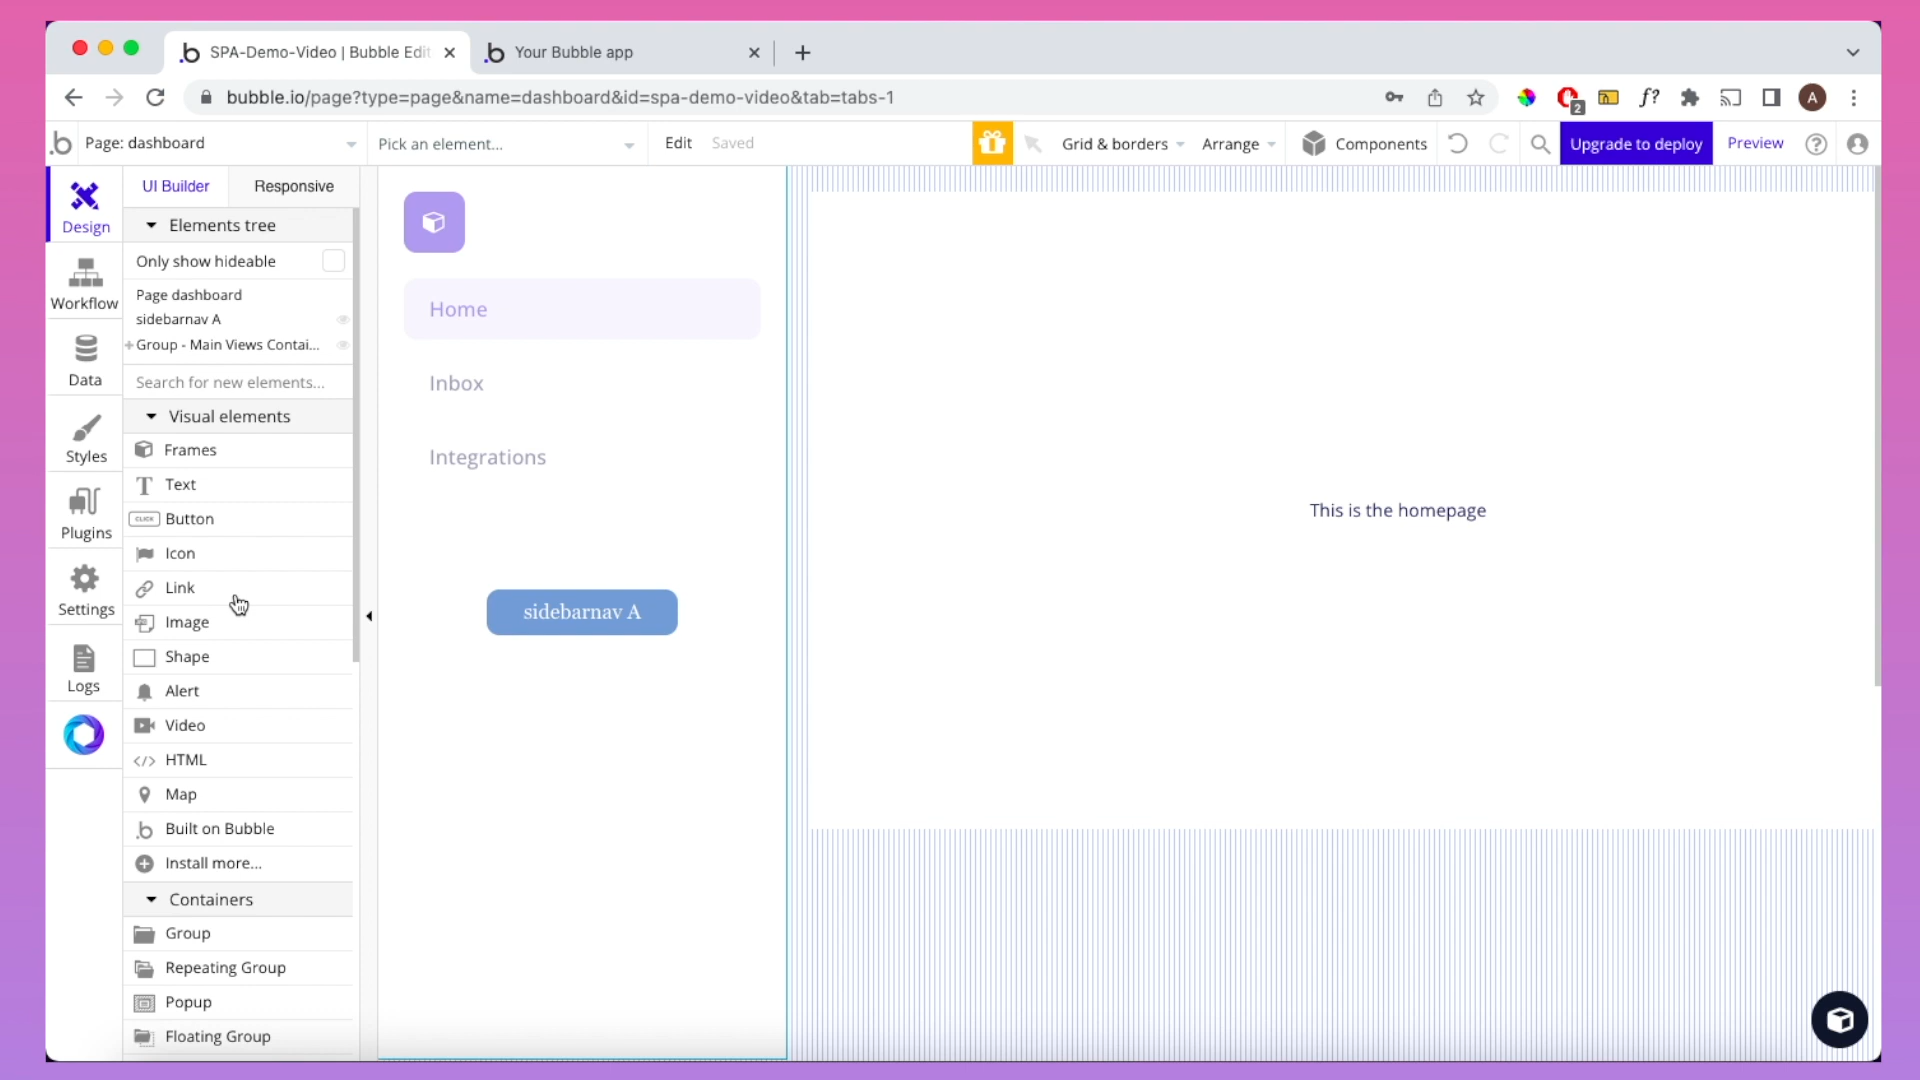 SPA-Demo-Video | Bubble Edit
Your Bubble app
bubble.io/page?type=page&name=dashboard&id=spa-demo-video&tab=tabs-1
f?
2
A
Page: dashboard
Pick an element...
Edit
Saved
Grid & borders
Arrange
Components
Upgrade to deploy
Preview
UI Builder
Responsive
Design
Workflow
Data
Styles
Plugins
Settings
Logs
Elements tree
Only show hideable
Page dashboard
sidebarnav A
+Group - Main Views Contai...
Search for new elements...
Visual elements
Frames
Text
CLICK Button
Icon
Link
Image
Shape
Alert
Video
</> HTML
Map
Built on Bubble
Install more...
Containers
Group
Repeating Group
Popup
Floating Group
Home
Inbox
Integrations
sidebarnav A
This is the homepage